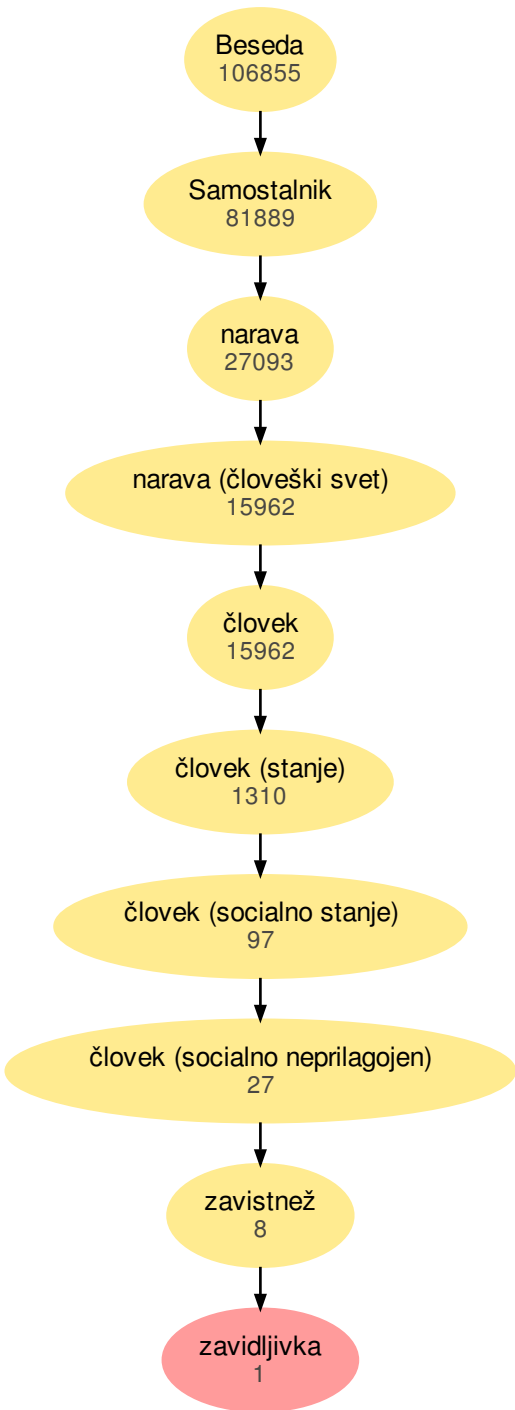 Beseda
106855
Samostalnik
81889
narava
27093
narava (človeški svet)
15962
človek
15962
človek (stanje)
1310
človek (socialno stanje)
97
človek (socialno neprilagojen)
27
zavistnež
8
zavidljivka
1